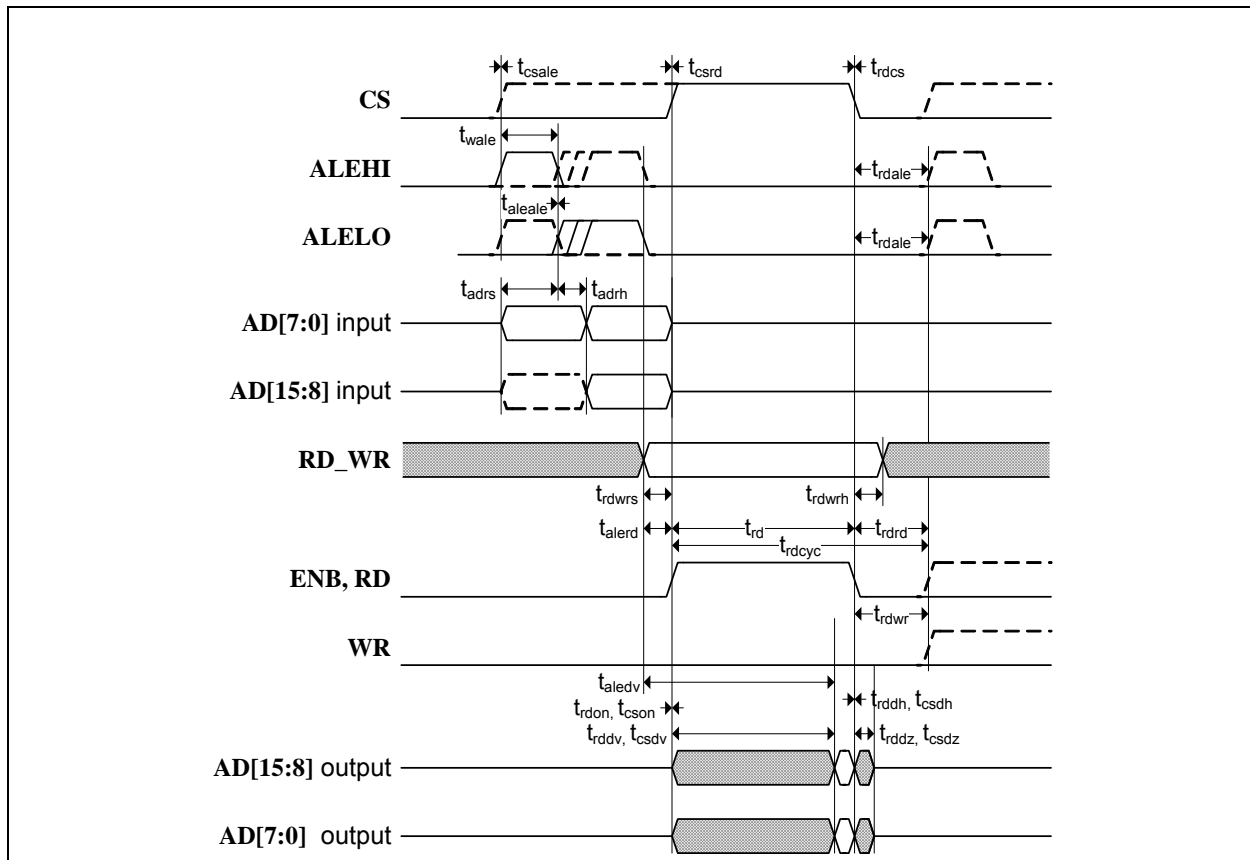 tcsale
tcsrd
trdcs
CS
twale
ALEHI
trdale
taleale
ALELO
trdale
tadrs
tadrh
AD[7:0] input
AD[15:8] input
RD_WR
trdwrs
trdwrh
talerd
trd
trdrd
trdcyc
ENB, RD
trdwr
WR
taledv
trdon, tcson
trddh, tcsdh
trddv, tcsdv
trddz, tcsdz
AD[15:8] output
AD[7:0] output